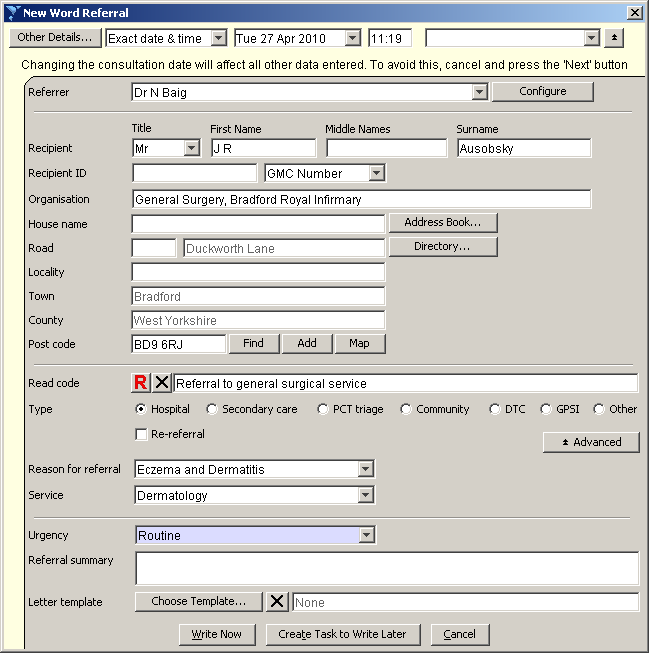 New Word Referral
Other Details... Exact date & time Tue 27 Apr 2010 11:19
Changing the consultation date will affect all other data entered. To avoid this, cancel and press the 'Next' button
Referrer Dr N Baig Configure
Title First Name Middle Names Surname
Recipient Mr J R Ausobsky
Recipient ID GMC Number
Organisation General Surgery, Bradford Royal Infirmary
House name Address Book...
Road Duckworth Lane Directory...
Locality
Town Bradford
County West Yorkshire
Post code BD9 6RJ Find Add Map
Read code R Referral to general surgical service
Type Hospital Secondary care PCT triage Community DTC GPSI Other
Re-referral
Advanced
Reason for referral Eczema and Dermatitis
Service Dermatology
Urgency Routine
Referral summary
Letter template Choose Template... None
Write Now Create Task to Write Later Cancel